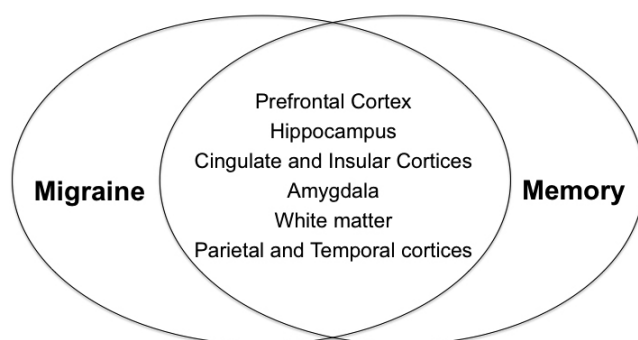 Prefrontal Cortex
Hippocampus
Cingulate and Insular Cortices
Migraine
Amygdala
Memory
White matter
Parietal and Temporal cortices